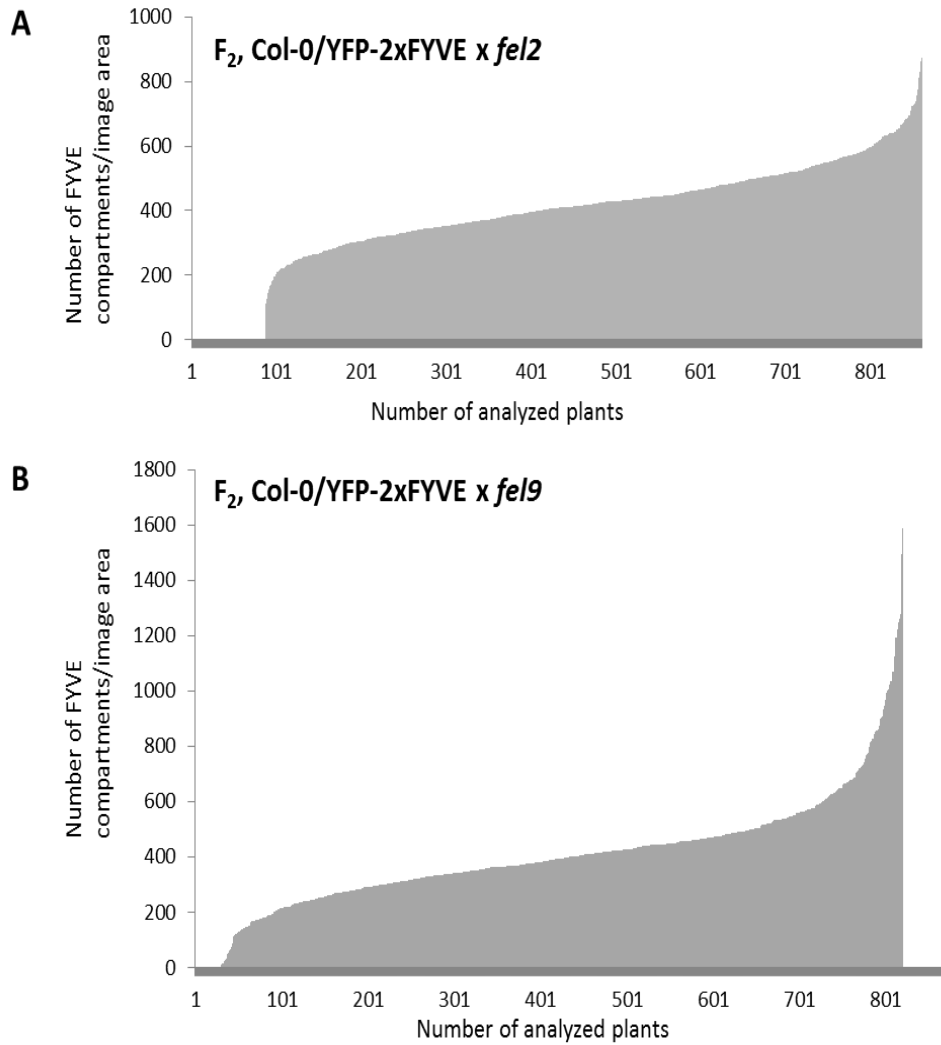 A
F2, Col-0/YFP-2xFYVE x fel2
Number of FYVE
compartments/image area
1000
800
600
400
200
0
1 101 201 301 401 501 601 701 801
Number of analyzed plants
B
F2, Col-0/YFP-2xFYVE x fel9
Number of FYVE
compartments/image area
1800
1600
1400
1200
1000
800
600
400
200
0
1 101 201 301 401 501 601 701 801
Number of analyzed plants